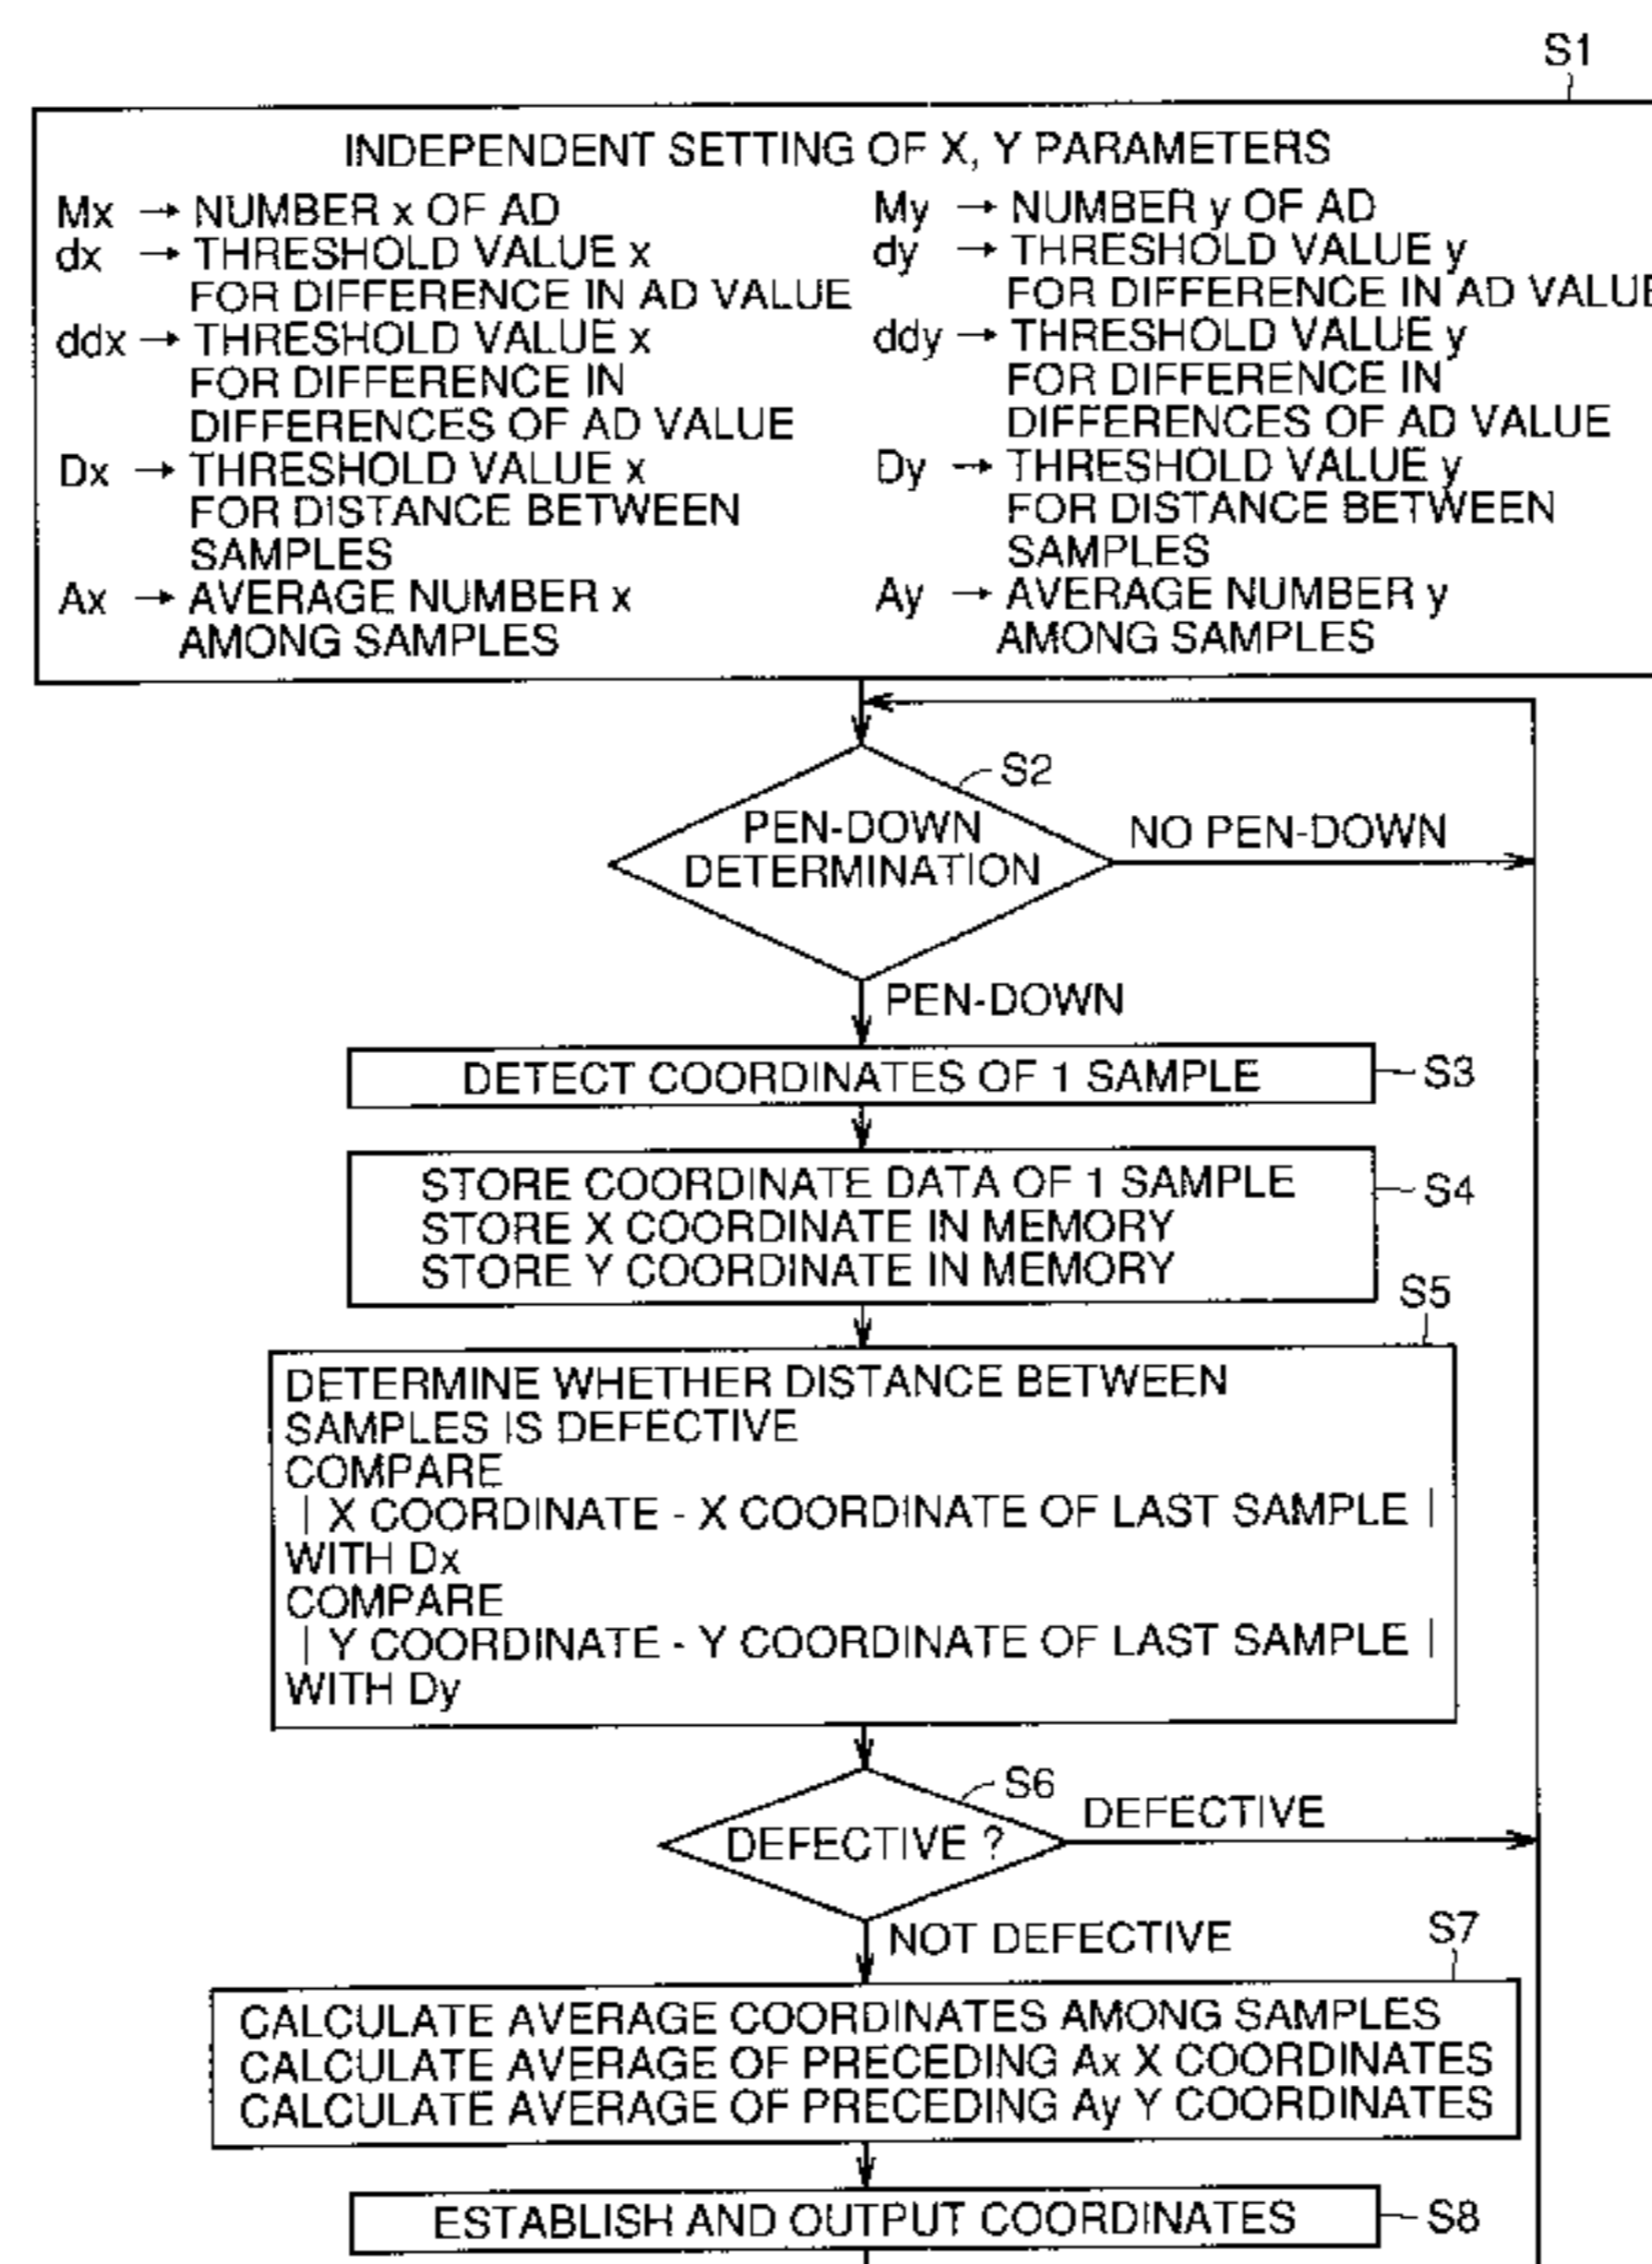 S1
INDEPENDENT SETTING OF X, Y PARAMETERS
Mx → NUMBER x OF AD
dx → THRESHOLD VALUE x
FOR DIFFERENCE IN AD VALUE
ddx → THRESHOLD VALUE x
FOR DIFFERENCE IN
DIFFERENCES OF AD VALUE
Dx → THRESHOLD VALUE x
FOR DISTANCE BETWEEN
SAMPLES
Ax → AVERAGE NUMBER x
AMONG SAMPLES
My → NUMBER y OF AD
dy → THRESHOLD VALUE y
FOR DIFFERENCE IN AD VALUE
ddy → THRESHOLD VALUE y
FOR DIFFERENCE IN
DIFFERENCES OF AD VALUE
Dy → THRESHOLD VALUE y
FOR DISTANCE BETWEEN
SAMPLES
Ay → AVERAGE NUMBER y
AMONG SAMPLES
S2
PEN-DOWN
DETERMINATION
NO PEN-DOWN
PEN-DOWN
DETECT COORDINATES OF 1 SAMPLE
S3
STORE COORDINATE DATA OF 1 SAMPLE
STORE X COORDINATE IN MEMORY
STORE Y COORDINATE IN MEMORY
S4
S5
DETERMINE WHETHER DISTANCE BETWEEN
SAMPLES IS DEFECTIVE
COMPARE
| X COORDINATE - X COORDINATE OF LAST SAMPLE |
WITH Dx
COMPARE
| Y COORDINATE - Y COORDINATE OF LAST SAMPLE |
WITH Dy
S6
DEFECTIVE ?
DEFECTIVE
NOT DEFECTIVE
S7
CALCULATE AVERAGE COORDINATES AMONG SAMPLES
CALCULATE AVERAGE OF PRECEDING Ax X COORDINATES
CALCULATE AVERAGE OF PRECEDING Ay Y COORDINATES
ESTABLISH AND OUTPUT COORDINATES
S8